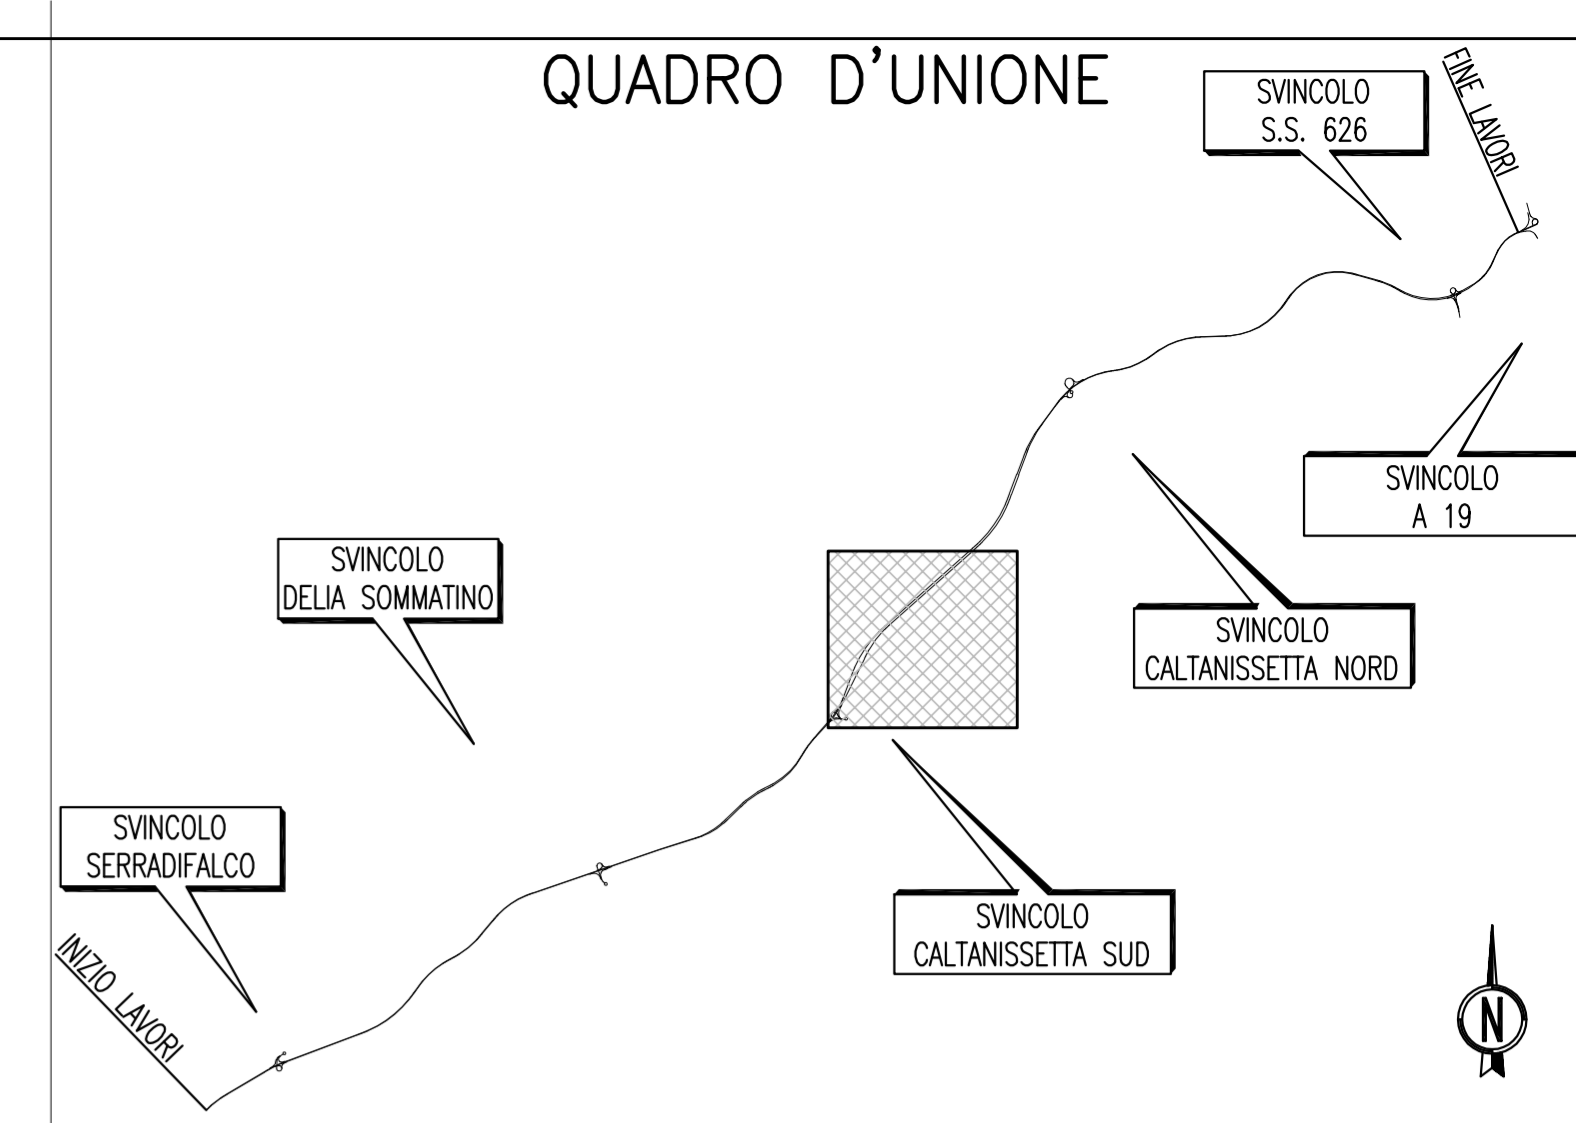 QUADRO D'UNIONE
SVINCOLO
S.S. 626
FINE LAVORI
SVINCOLO
A 19
SVINCOLO
DELIA SOMMATINO
SVINCOLO
CALTANISSETTA NORD
SVINCOLO
SERRADIFALCO
SVINCOLO
CALTANISSETTA SUD
INIZIO LAVORI
N